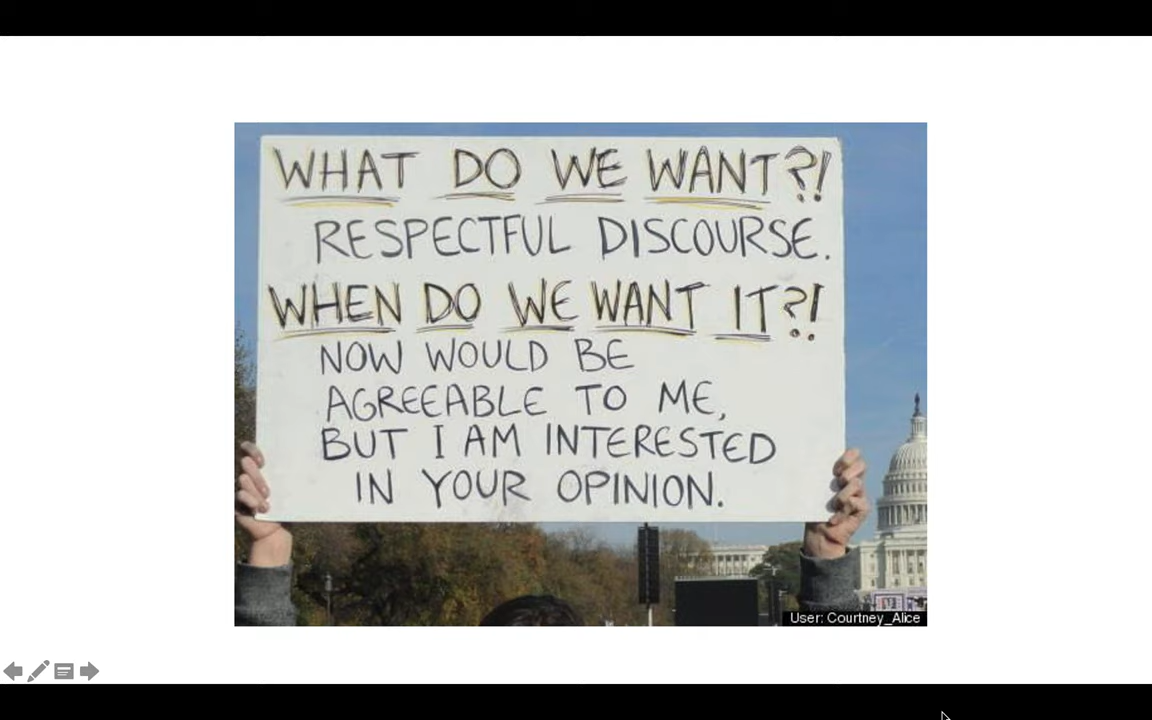 WHAT DO WE WANT?!
RESPECTFUL DISCOURSE.
WHEN DO WE WANT IT?!
NOW WOULD BE
AGREEABLE TO ME,
BUT I AM INTERESTED
IN YOUR OPINION.
User: Courtney_Alice